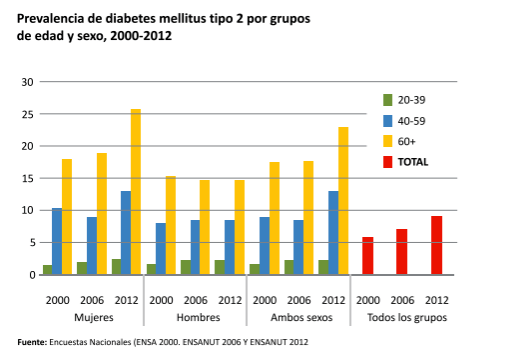 Prevalencia de diabetes mellitus tipo 2 por grupos
de edad y sexo, 2000-2012
30
25
20
15
10
5
0
20-39
40-59
60+
TOTAL
2000 2006 2012 2000 2006 2012 2000 2006 2012 2000 2006 2012
Mujeres Hombres Ambos sexos Todos los grupos
Fuente: Encuestas Nacionales (ENSA 2000. ENSANUT 2006 Y ENSANUT 2012